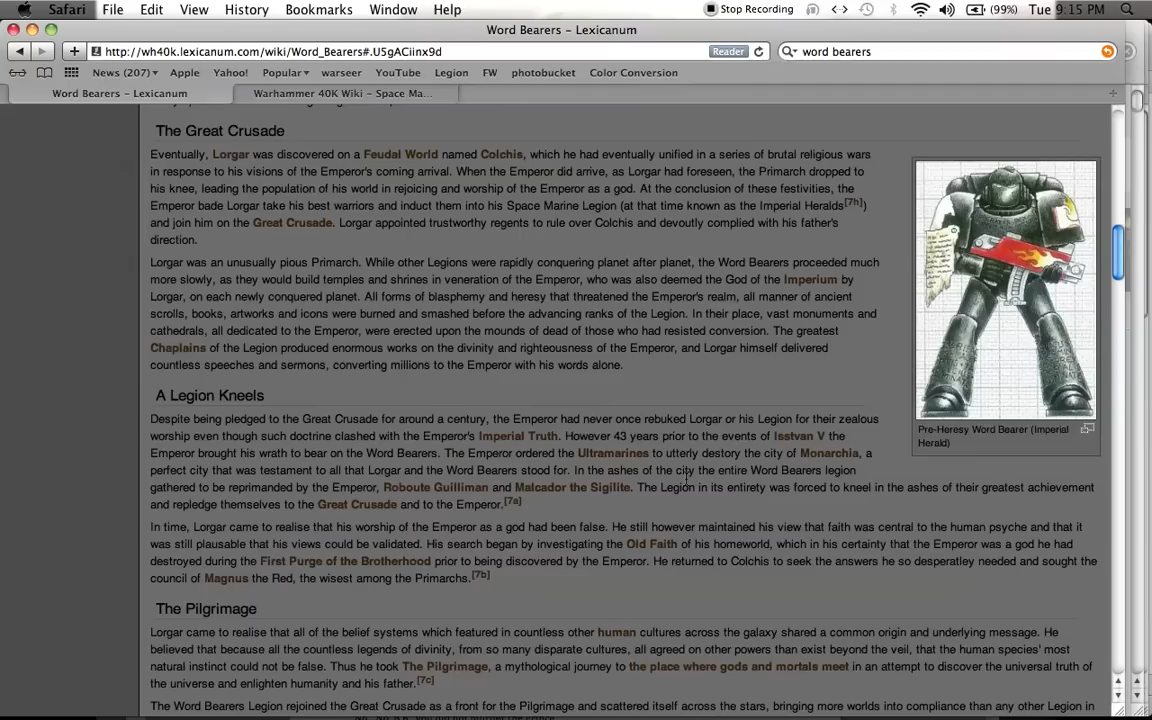 Safari File Edit View History Bookmarks Window Help Stop Recording (99%) Tue 9:15 PM
Word Bearers – Lexicanum
http://wh40k.lexicanum.com/wiki/Word_Bearers#.U5gACiinx9d Reader word bearers
News (207) Apple Yahoo! Popular warseer YouTube Legion FW photobucket Color Conversion
Word Bearers – Lexicanum Warhammer 40K Wiki – Space Ma...
The Great Crusade
Eventually, Lorgar was discovered on a Feudal World named Colchis, which he had eventually unified in a series of brutal religious wars
in response to his visions of the Emperor's coming arrival. When the Emperor did arrive, as Lorgar had foreseen, the Primarch dropped to
his knee, leading the population of his world in rejoicing and worship of the Emperor as a god. At the conclusion of these festivities, the
Emperor bade Lorgar take his best warriors and induct them into his Space Marine Legion (at that time known as the Imperial Heralds[7h])
and join him on the Great Crusade. Lorgar appointed trustworthy regents to rule over Colchis and devoutly complied with his father's
direction.
Lorgar was an unusually pious Primarch. While other Legions were rapidly conquering planet after planet, the Word Bearers proceeded much
more slowly, as they would build temples and shrines in veneration of the Emperor, who was also deemed the God of the Imperium by
Lorgar, on each newly conquered planet. All forms of blasphemy and heresy that threatened the Emperor's realm, all manner of ancient
scrolls, books, artworks and icons were burned and smashed before the advancing ranks of the Legion. In their place, vast monuments and
cathedrals, all dedicated to the Emperor, were erected upon the mounds of dead of those who had resisted conversion. The greatest
Chaplains of the Legion produced enormous works on the divinity and righteousness of the Emperor, and Lorgar himself delivered
countless speeches and sermons, converting millions to the Emperor with his words alone.
Pre-Heresy Word Bearer (Imperial
Herald)
A Legion Kneels
Despite being pledged to the Great Crusade for around a century, the Emperor had never once rebuked Lorgar or his Legion for their zealous
worship even though such doctrine clashed with the Emperor's Imperial Truth. However 43 years prior to the events of Isstvan V the
Emperor brought his wrath to bear on the Word Bearers. The Emperor ordered the Ultramarines to utterly destory the city of Monarchia, a
perfect city that was testament to all that Lorgar and the Word Bearers stood for. In the ashes of the city the entire Word Bearers legion
gathered to be reprimanded by the Emperor, Roboute Guilliman and Malcador the Sigilite. The Legion in its entirety was forced to kneel in the ashes of their greatest achievement
and repledge themselves to the Great Crusade and to the Emperor.[7a]
In time, Lorgar came to realise that his worship of the Emperor as a god had been false. He still however maintained his view that faith was central to the human psyche and that it
was still plausable that his views could be validated. His search began by investigating the Old Faith of his homeworld, which in his certainty that the Emperor was a god he had
destroyed during the First Purge of the Brotherhood prior to being discovered by the Emperor. He returned to Colchis to seek the answers he so desperatley needed and sought the
council of Magnus the Red, the wisest among the Primarchs.[7b]
The Pilgrimage
Lorgar came to realise that all of the belief systems which featured in countless other human cultures across the galaxy shared a common origin and underlying message. He
believed that because all the countless legends of divinity, from so many disparate cultures, all agreed on other powers than exist beyond the veil, that the human species' most
natural instinct could not be false. Thus he took The Pilgrimage, a mythological journey to the place where gods and mortals meet in an attempt to discover the universal truth of
the universe and enlighten humanity and his father.[7c]
The Word Bearers Legion rejoined the Great Crusade as a front for the Pilgrimage and scattered itself across the stars, bringing more worlds into compliance than any other Legion in